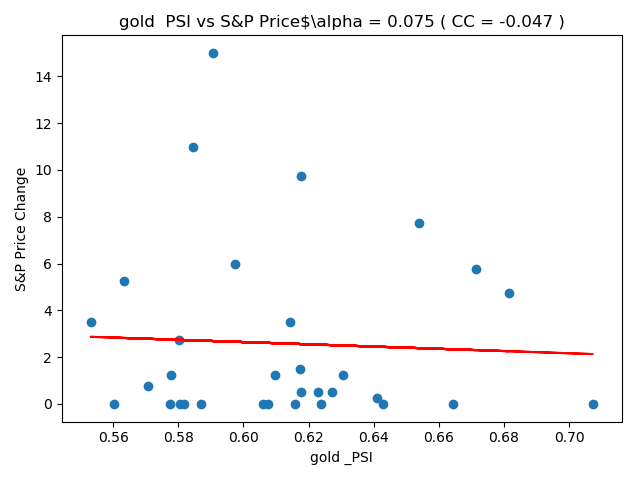 gold  PSI vs S&P Price$\alpha = 0.075 ( CC = -0.047 )
14
12
10
8
6
4
2
0
S&P Price Change
0.56 0.58 0.60 0.62 0.64 0.66 0.68 0.70
gold _PSI